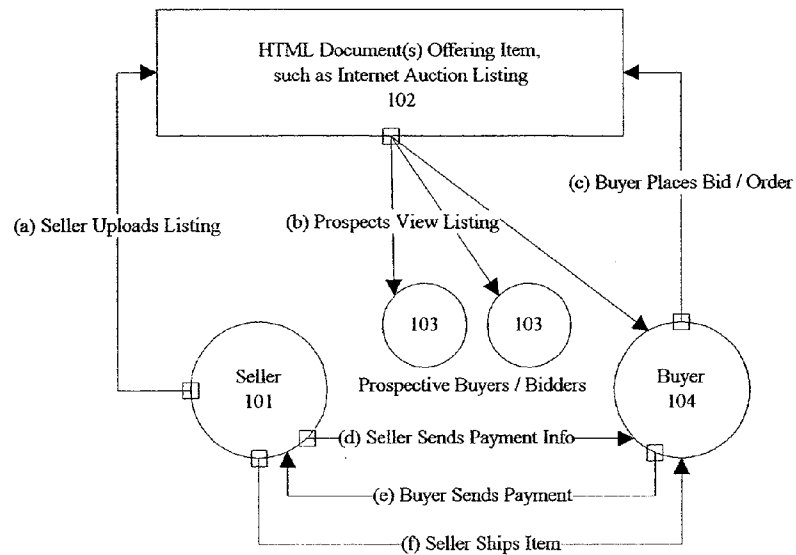 HTML Document(s) Offering Item,
such as Internet Auction Listing
102
(c) Buyer Places Bid / Order
(a) Seller Uploads Listing
(b) Prospects View Listing
103
103
Prospective Buyers / Bidders
Seller
101
Buyer
104
(d) Seller Sends Payment Info
(e) Buyer Sends Payment
(f) Seller Ships Item